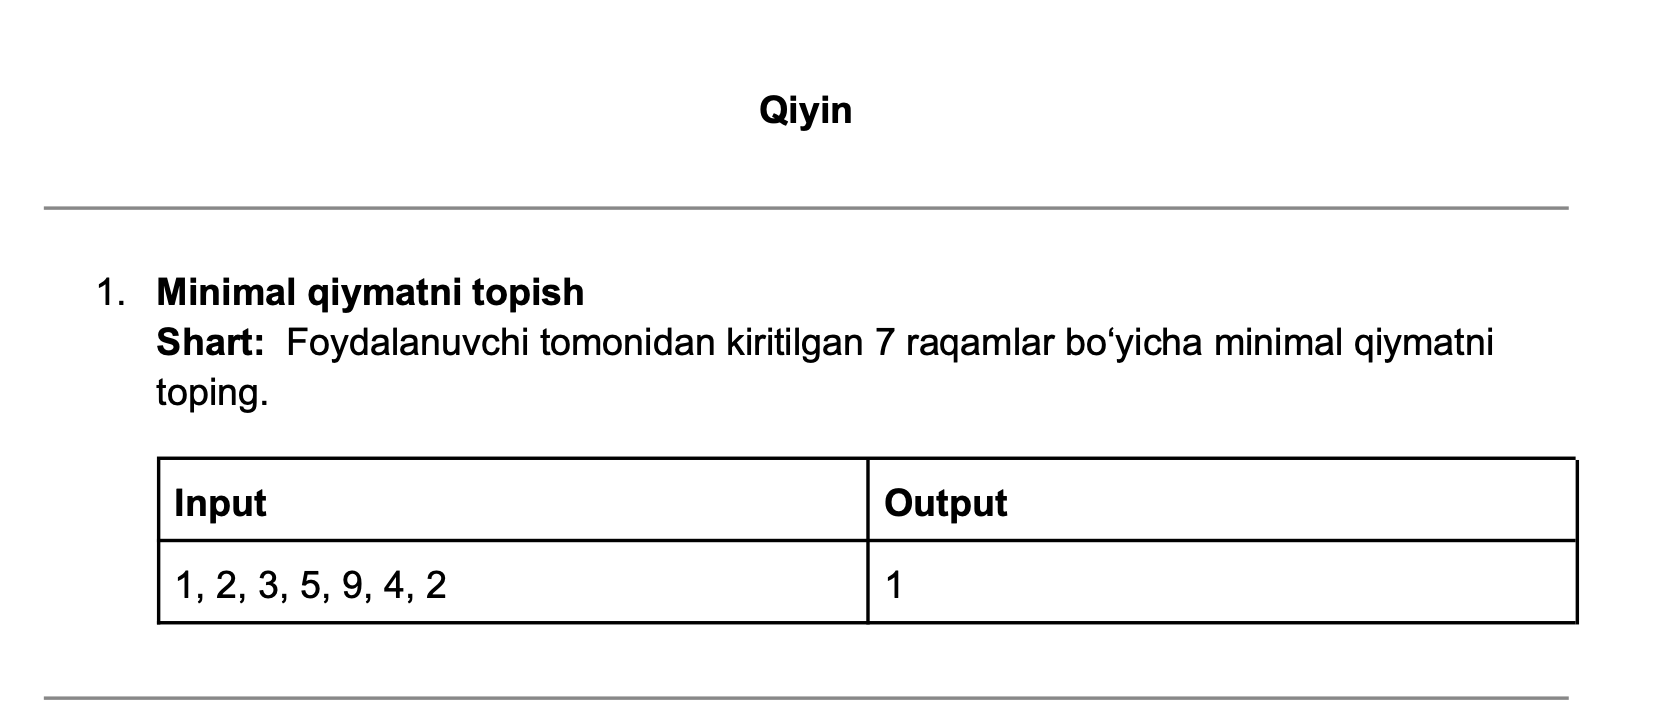 Qiyin
1. Minimal qiymatni topish
Shart: Foydalanuvchi tomonidan kiritilgan 7 raqamlar bo‘yicha minimal qiymatni
toping.
Input Output
1, 2, 3, 5, 9, 4, 2 1